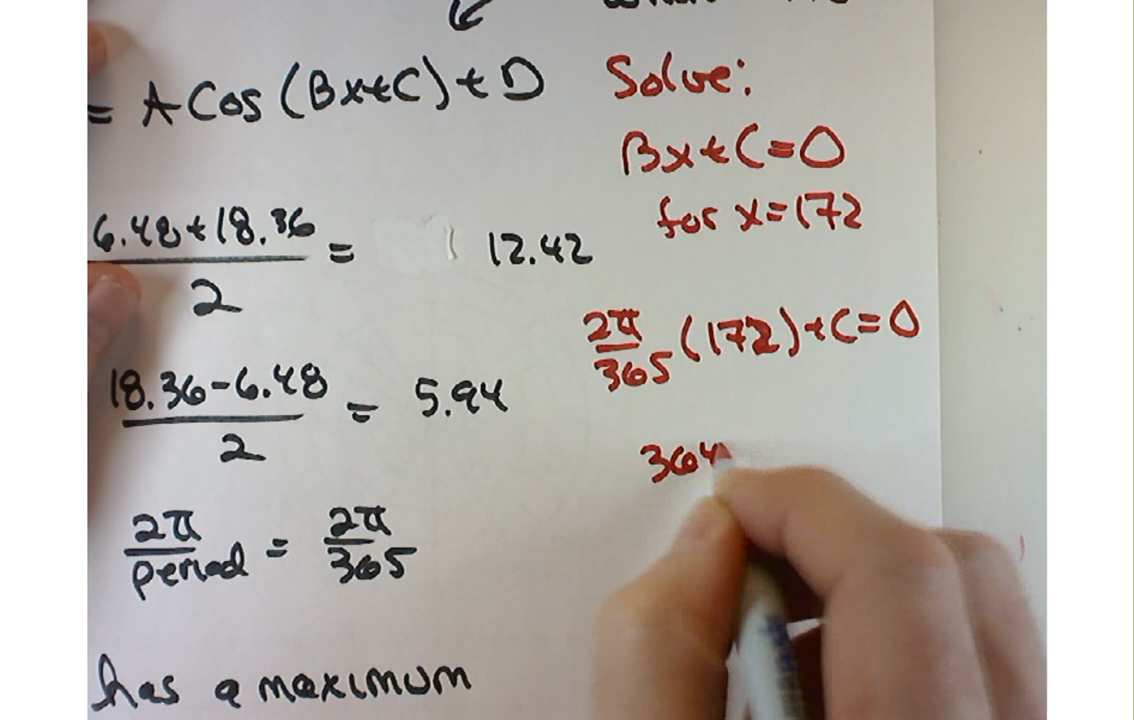 = A Cos (Bx+C) + D
6.48+18.36
2
= 12.42
18.36-6.48
2
= 5.94
2π
period
=
2π
365
has a maximum
Solve:
Bx+C=0
for x=172
2π
365
(172)+C=0
364